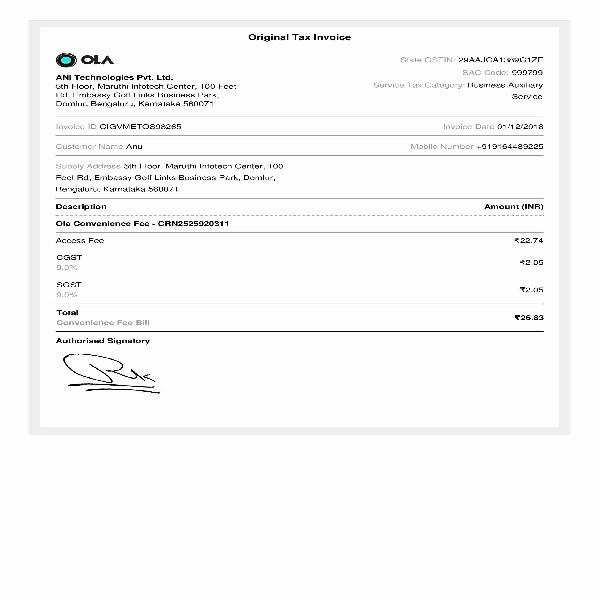 Original Tax Invoice
OLA
State GSTIN:
SAC Code: 999799
Service Tax Category: Business Auxiliary
Service
ANI Technologies Pvt. Ltd.
5th Floor, Maruthi Infotech Center, 100 Feet
Rd, Embassy Golf Links Business Park,
Domlur, Bengaluru, Karnataka 560071
Invoice ID CIGVMETOS98265
Invoice Date 01/12/2018
Customer Name Anu
Mobile Number +919164489225
Supply Address 5th Floor, Maruthi Infotech Center, 100
Feet Rd, Embassy Golf Links Business Park, Domlur,
Bengaluru, Karnataka 560071
Description Amount (INR)
Ola Convenience Fee - CRN2525920311
Access Fee ₹22.74
CGST ₹2.05
9.0%
SGST ₹2.05
9.0%
Total ₹26.83
Convenience Fee Bill
Authorised Signatory